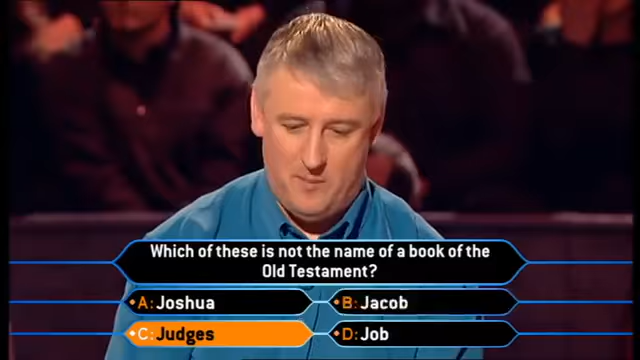 Which of these is not the name of a book of the
Old Testament?
A: Joshua
B: Jacob
C: Judges
D: Job